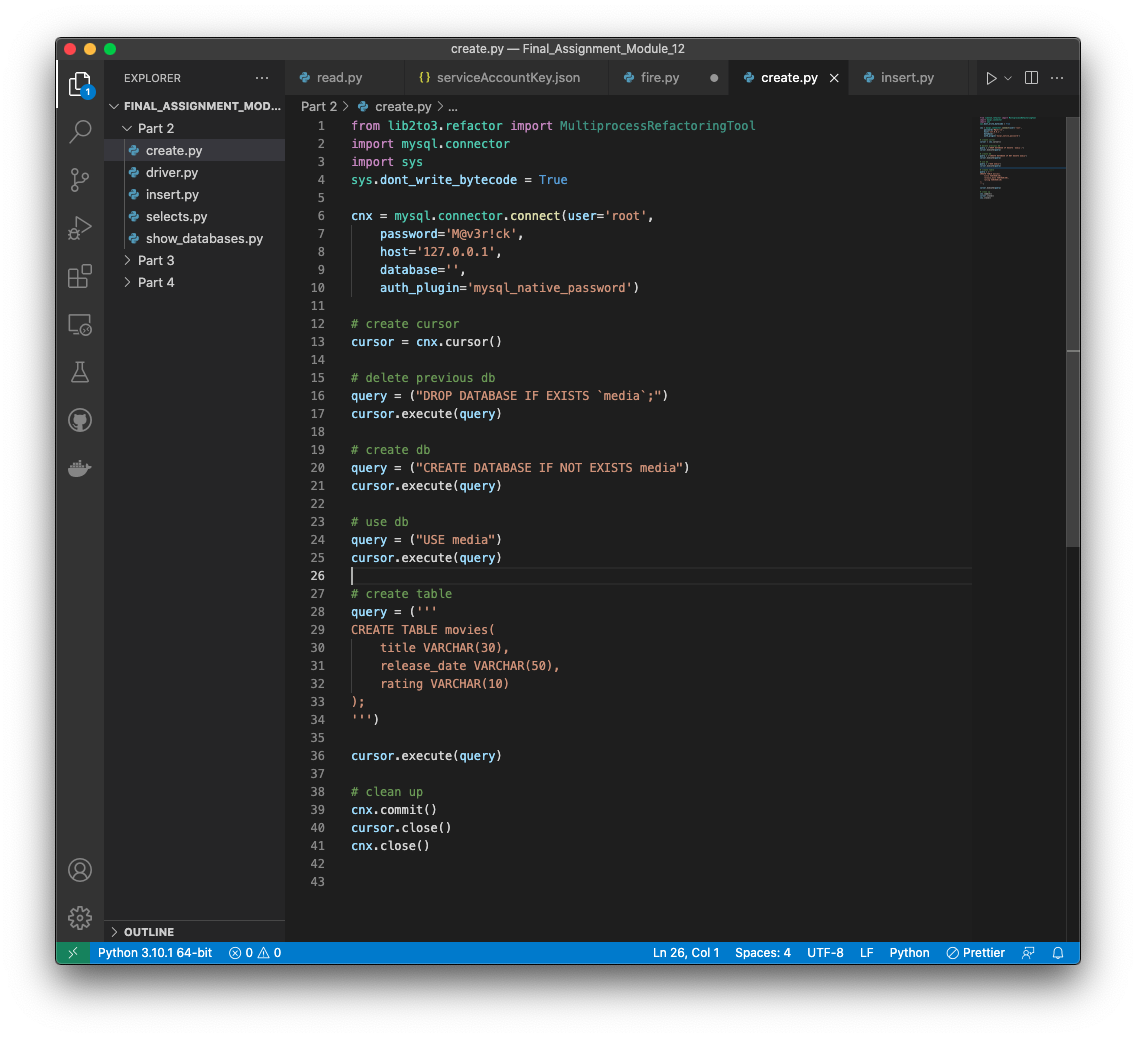 create.py — Final_Assignment_Module_12
1
EXPLORER ...
FINAL_ASSIGNMENT_MOD...
Part 2
create.py
driver.py
insert.py
selects.py
show_databases.py
Part 3
Part 4
OUTLINE
read.py {} serviceAccountKey.json fire.py create.py insert.py
Part 2 > create.py > ...
1 from lib2to3.refactor import MultiprocessRefactoringTool
2 import mysql.connector
3 import sys
4 sys.dont_write_bytecode = True
5
6 cnx = mysql.connector.connect(user='root',
7     password='M@v3r!ck',
8     host='127.0.0.1',
9     database='',
10     auth_plugin='mysql_native_password')
11
12 # create cursor
13 cursor = cnx.cursor()
14
15 # delete previous db
16 query = ("DROP DATABASE IF EXISTS `media`;")
17 cursor.execute(query)
18
19 # create db
20 query = ("CREATE DATABASE IF NOT EXISTS media")
21 cursor.execute(query)
22
23 # use db
24 query = ("USE media")
25 cursor.execute(query)
26
27 # create table
28 query = ('''
29 CREATE TABLE movies(
30     title VARCHAR(30),
31     release_date VARCHAR(50),
32     rating VARCHAR(10)
33 );
34 ''')
35
36 cursor.execute(query)
37
38 # clean up
39 cnx.commit()
40 cursor.close()
41 cnx.close()
42
43
Python 3.10.1 64-bit 0 0 Ln 26, Col 1 Spaces: 4 UTF-8 LF Python Prettier